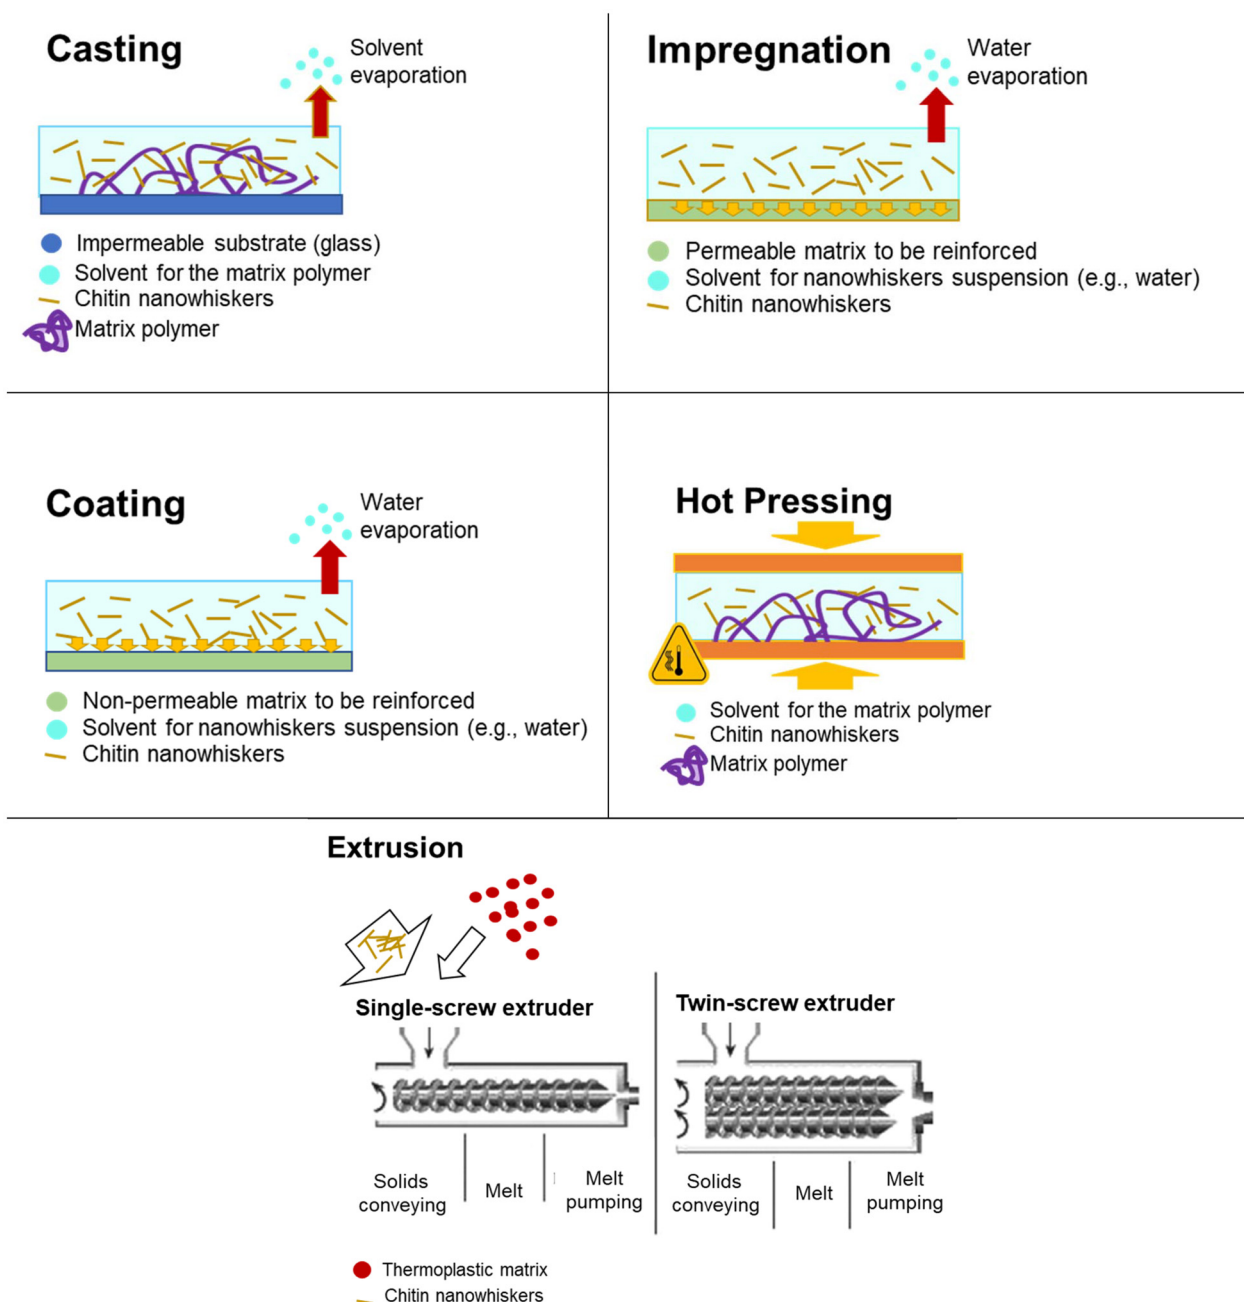 Casting
Solvent
evaporation
Impermeable substrate (glass)
Solvent for the matrix polymer
Chitin nanowhiskers
Matrix polymer
Impregnation
Water
evaporation
Permeable matrix to be reinforced
Solvent for nanowhiskers suspension (e.g., water)
Chitin nanowhiskers
Coating
Water
evaporation
Non-permeable matrix to be reinforced
Solvent for nanowhiskers suspension (e.g., water)
Chitin nanowhiskers
Hot Pressing
Solvent for the matrix polymer
Chitin nanowhiskers
Matrix polymer
Extrusion
Single-screw extruder
Solids
conveying
Melt
Melt
pumping
Twin-screw extruder
Solids
conveying
Melt
Melt
pumping
Thermoplastic matrix
Chitin nanowhiskers